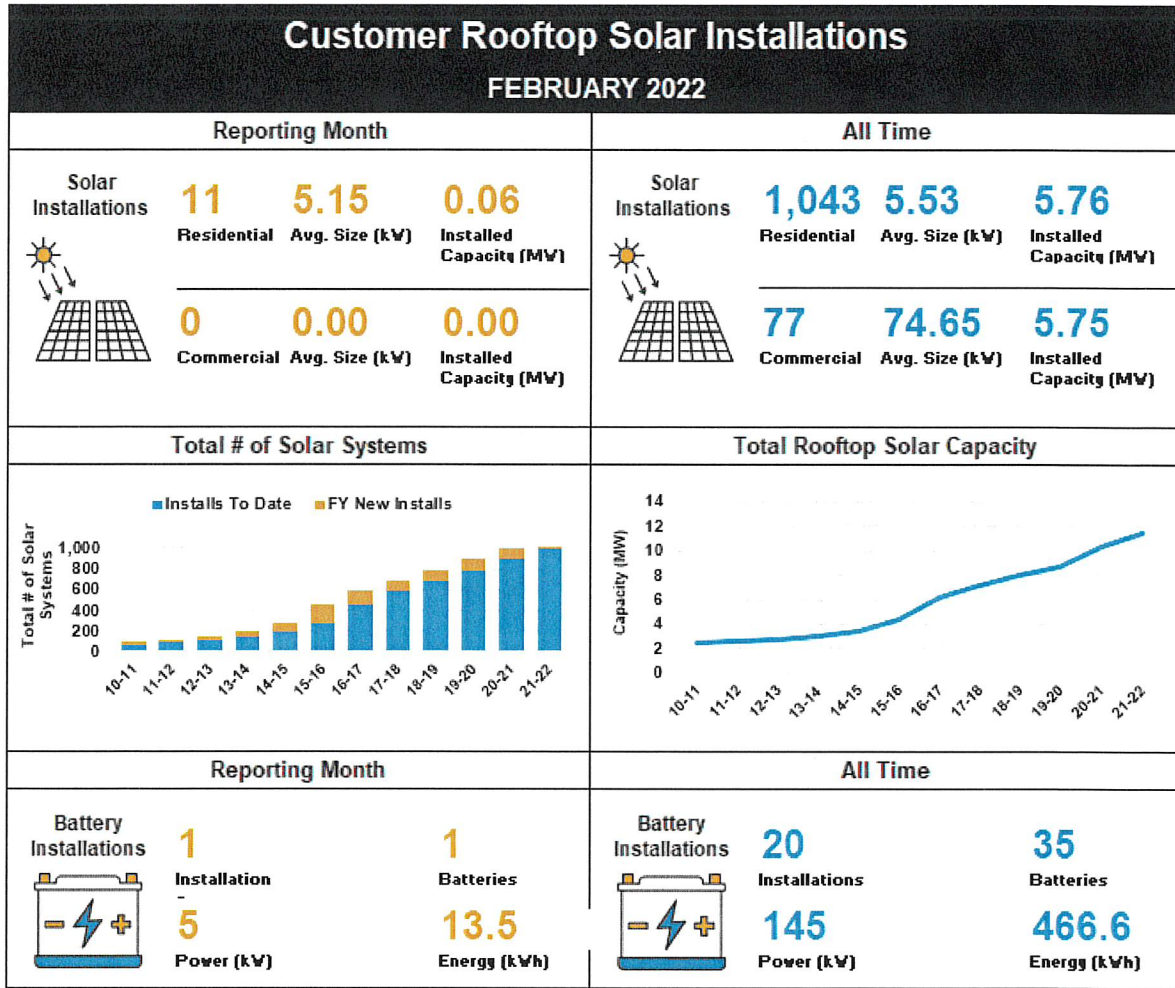 Customer Rooftop Solar Installations
FEBRUARY 2022
Reporting Month
Solar
Installations
11
5.15
0.06
Residential
Avg. Size (kW)
Installed
Capacity (MW)
0
0.00
0.00
Commercial
Avg. Size (kW)
Installed
Capacity (MW)
All Time
Solar
Installations
1,043
5.53
5.76
Residential
Avg. Size (kW)
Installed
Capacity (MW)
77
74.65
5.75
Commercial
Avg. Size (kW)
Installed
Capacity (MW)
Total # of Solar Systems
Installs To Date
FY New Installs
Total # of Solar
Systems
1,000
800
600
400
200
0
10-11
11-12
12-13
13-14
14-15
15-16
16-17
17-18
18-19
19-20
20-21
21-22
Total Rooftop Solar Capacity
Capacity (MW)
14
12
10
8
6
4
2
0
10-11
11-12
12-13
13-14
14-15
15-16
16-17
17-18
18-19
19-20
20-21
21-22
Reporting Month
Battery
Installations
1
1
Installation
Batteries
5
13.5
Power (kW)
Energy (kWh)
All Time
Battery
Installations
20
35
Installations
Batteries
145
466.6
Power (kW)
Energy (kWh)